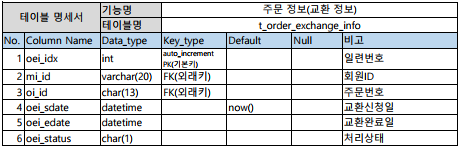 테이블 명세서 기능명 주문 정보(교환 정보)
테이블명 t_order_exchange_info
No. Column Name Data_type Key_type Default Null 비고
1 oei_idx int auto_increment PK(기본키) 일련번호
2 mi_id varchar(20) FK(외래키) 회원ID
3 oi_id char(13) FK(외래키) 주문번호
4 oei_sdate datetime now() 교환신청일
5 oei_edate datetime 교환완료일
6 oei_status char(1) 처리상태